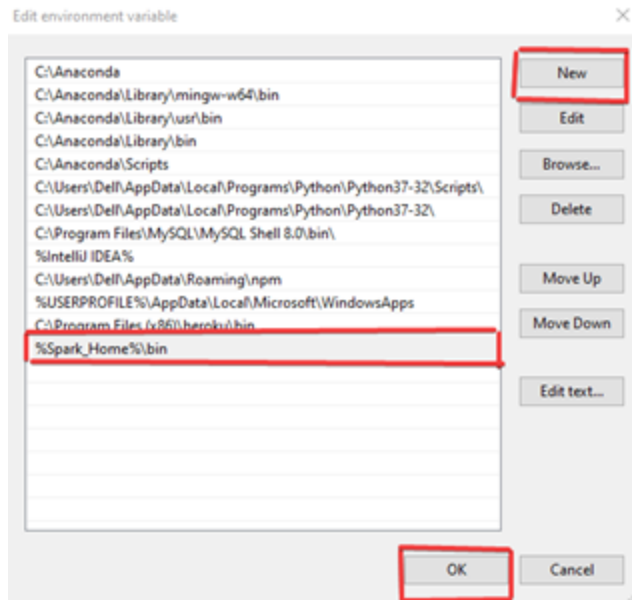 Edit environment variable
C:\Anaconda
C:\Anaconda\Library\mingw-w64\bin
C:\Anaconda\Library\usr\bin
C:\Anaconda\Library\bin
C:\Anaconda\Scripts
C:\Users\Dell\AppData\Local\Programs\Python\Python37-32\Scripts\
C:\Users\Dell\AppData\Local\Programs\Python\Python37-32\
C:\Program Files\MySQL\MySQL Shell 8.0\bin\
%IntelliJ IDEA%
C:\Users\Dell\AppData\Roaming\npm
%USERPROFILE%\AppData\Local\Microsoft\WindowsApps
C:\Program Files (x86)\heroku\bin
%Spark_Home%\bin
New
Edit
Browse...
Delete
Move Up
Move Down
Edit text...
OK
Cancel